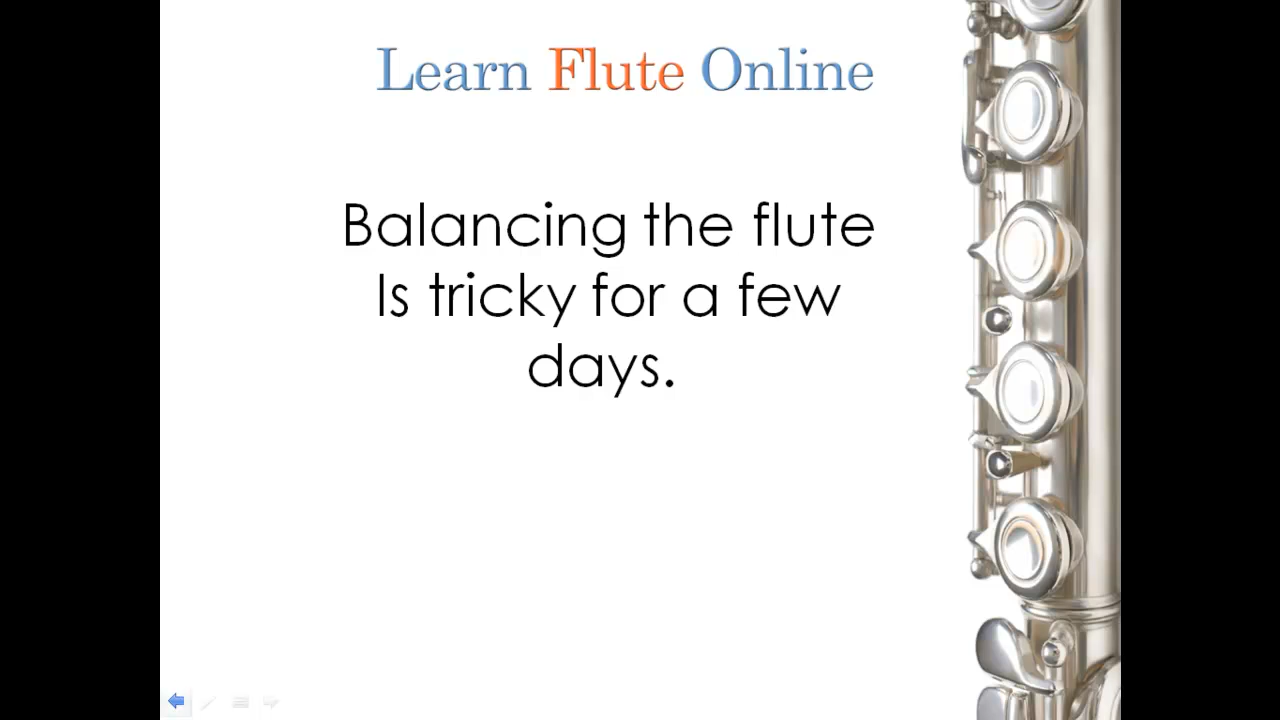 Learn Flute Online
Balancing the flute
Is tricky for a few
days.